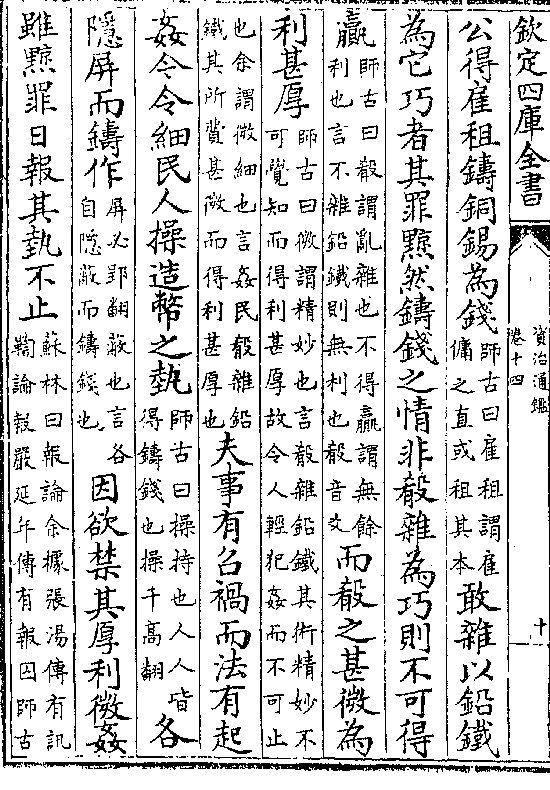 欽定四庫全書
資治通鑑
卷十四
十
公得雇租鑄銅錫為錢
師古曰雇租謂雇
傭之直或租其本
敢雜以鉛鐵
為它巧者其罪黥然鑄錢之情非殽雜為巧則不可得
贏
師古曰殽謂亂雜也不得贏謂無餘
利也言不雜鉛鐵則無利也殽音爻
而殽之甚微為
利甚厚
師古曰微謂精妙也言殽雜鉛鐵其術精妙不
可覺知而得利甚厚故令人輕犯姦而不可止
也余謂微細也言姦民殽雜鉛
鐵其所費甚微而得利甚厚也
夫事有召禍而法有起
姦今令細民人操造幣之埶
師古曰操持也人人皆
得鑄錢也操千高翻
各
隱屏而鑄作
屏必郢翻蔽也言各
自隱蔽而鑄錢也
因欲禁其厚利微姦
雖黥罪日報其埶不止
蘇林曰報論余據張湯傳有訊
鞫論報嚴延年傳有報囚師古